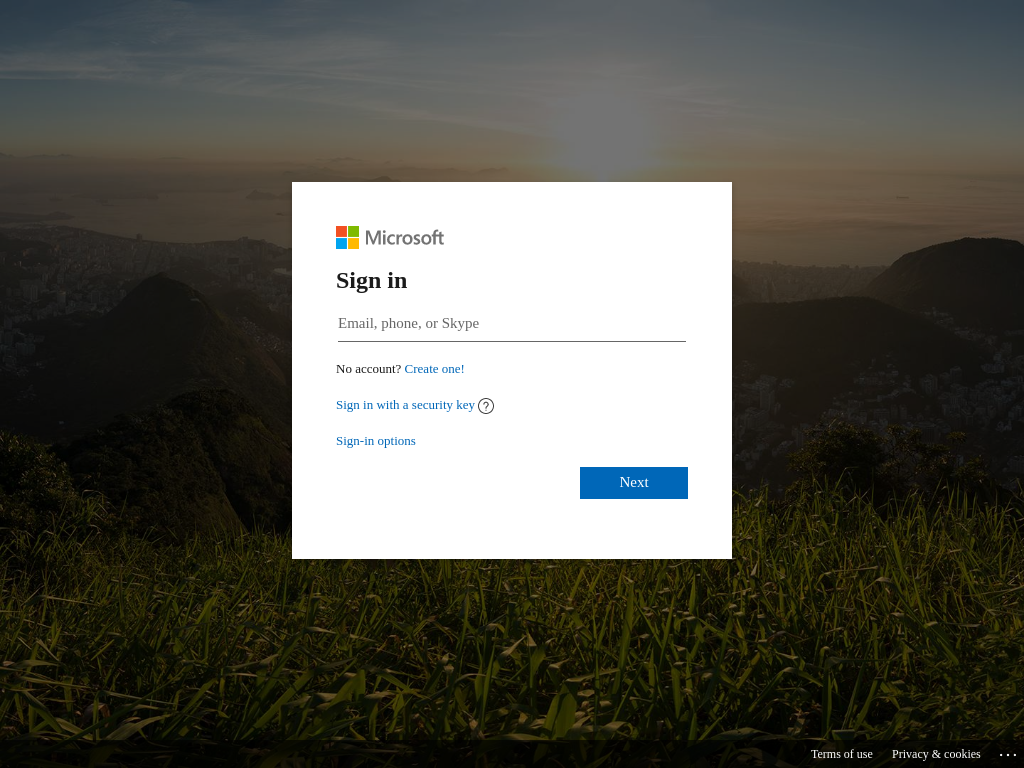 Microsoft
Sign in
Email, phone, or Skype
No account? Create one!
Sign in with a security key
Sign-in options
Next
Terms of use Privacy & cookies ...